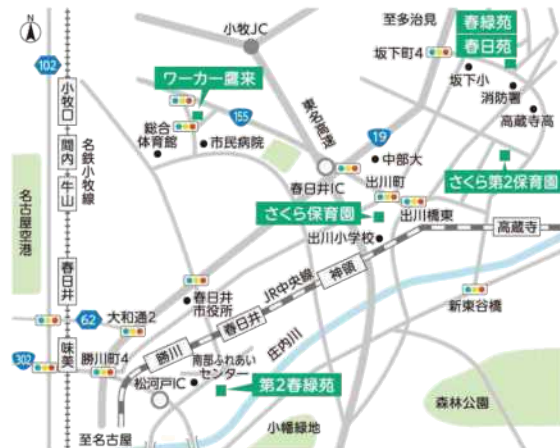 N
小牧JC
至多治見
春緑苑
春日苑
坂下町4
坂下小
消防署
高蔵寺高
102
ワーカー鷹来
小牧口
155
東名高速
総合
体育館
市民病院
19
中部大
間内
名鉄小牧線
牛山
春日井IC
出川町
さくら第2保育園
さくら保育園
出川橋東
名古屋空港
出川小学校
高蔵寺
神領
JR中央線
春日井
春日井
市役所
新東谷橋
62
大和通2
春日井
庄内川
味美
302
勝川町4
勝川
南部ふれあい
センター
松河戸IC
第2春緑苑
森林公園
小幡緑地
至名古屋